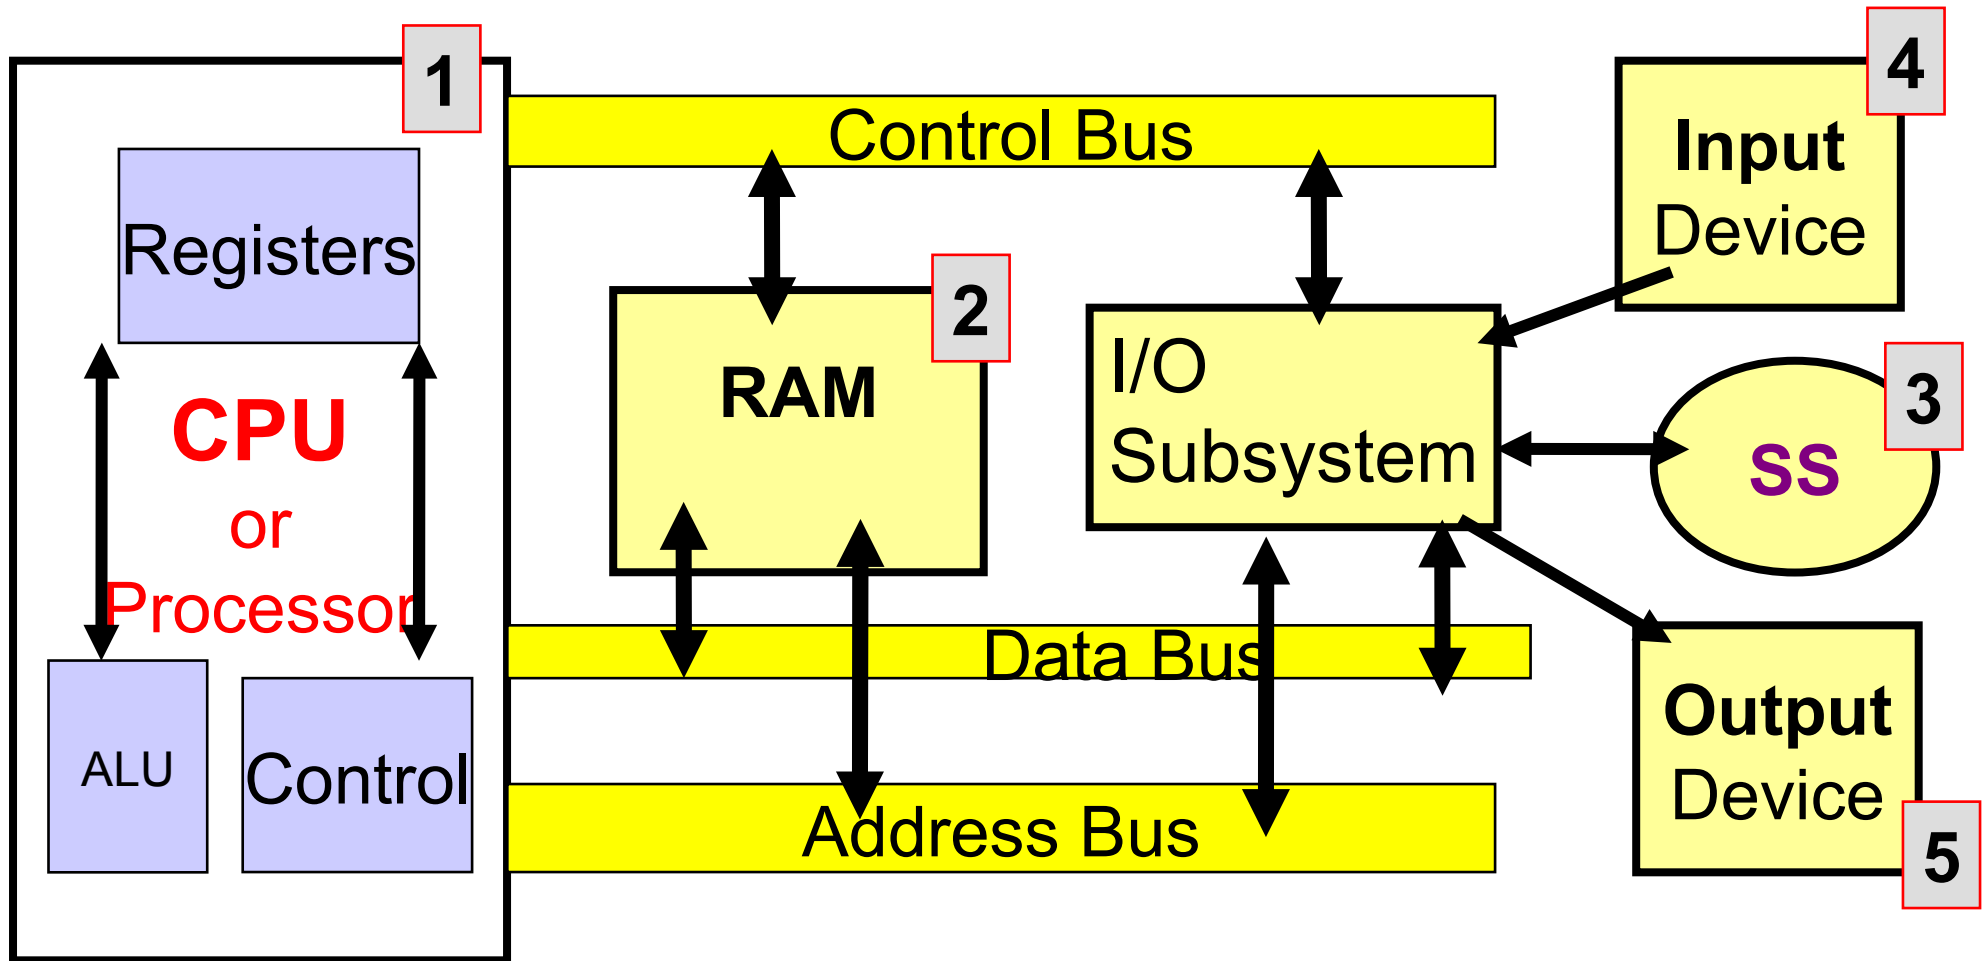 1
Registers
CPU
or
Processor
ALU
Control
Control Bus
2
RAM
I/O
Subsystem
Data Bus
Address Bus
4
Input
Device
3
SS
Output
Device
5